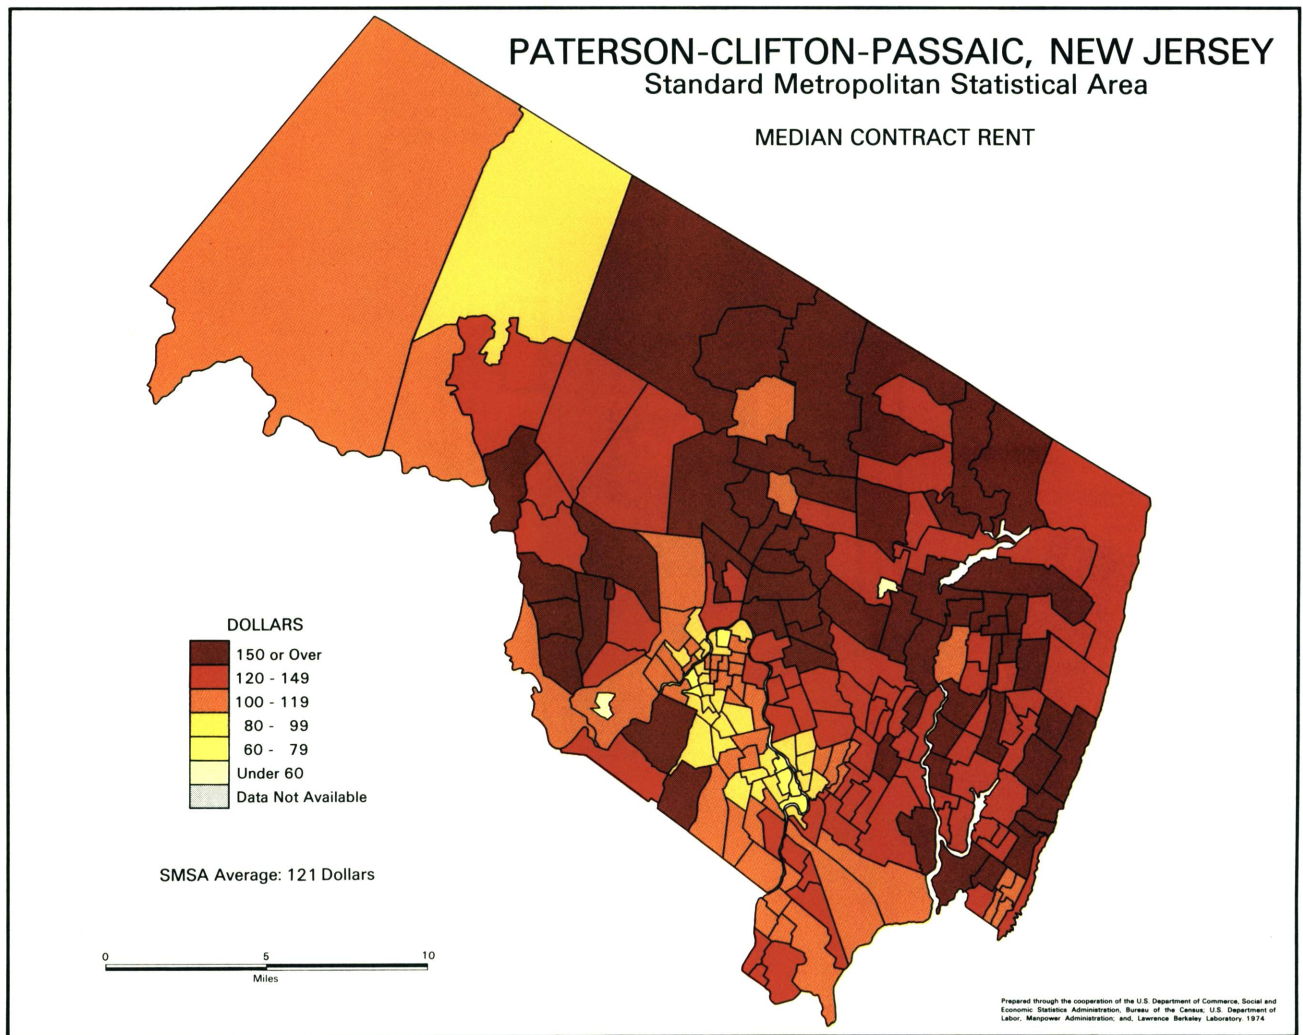 PATERSON-CLIFTON-PASSAIC, NEW JERSEY
Standard Metropolitan Statistical Area
MEDIAN CONTRACT RENT
DOLLARS
150 or Over
120 - 149
100 - 119
80 - 99
60 - 79
Under 60
Data Not Available
SMSA Average: 121 Dollars
0 5 10
Miles
Prepared through the cooperation of the U.S. Department of Commerce, Social and
Economic Statistics Administration, Bureau of the Census; U.S. Department of
Labor, Manpower Administration; and, Lawrence Berkeley Laboratory. 1974